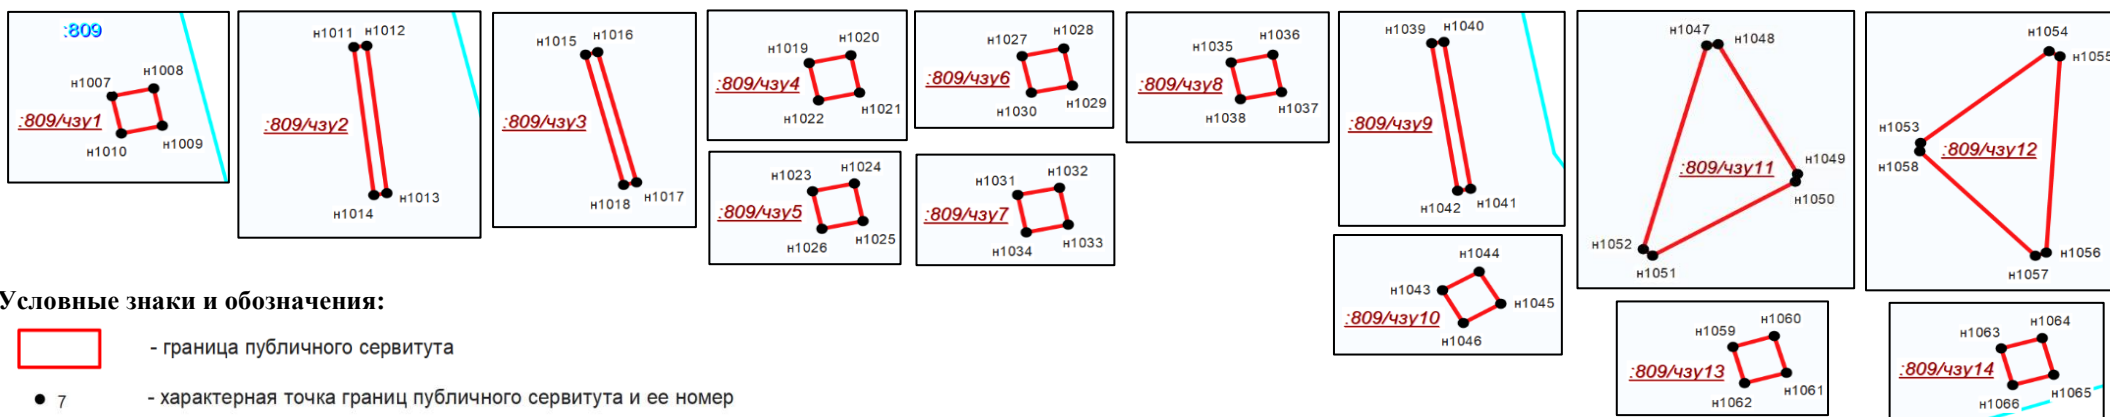 :809
н1007
н1008
:809/чзу1
н1010
н1009
н1011
н1012
:809/чзу2
н1014
н1013
н1015
н1016
:809/чзу3
н1018
н1017
н1019
н1020
:809/чзу4
н1022
н1021
н1023
н1024
:809/чзу5
н1026
н1025
н1027
н1028
:809/чзу6
н1030
н1029
н1031
н1032
:809/чзу7
н1034
н1033
н1035
н1036
:809/чзу8
н1038
н1037
н1039
н1040
:809/чзу9
н1042
н1041
н1044
н1043
н1045
:809/чзу10
н1046
н1047
н1048
н1049
:809/чзу11
н1050
н1052
н1051
н1054
н1055
н1053
:809/чзу12
н1058
н1056
н1057
н1059
н1060
:809/чзу13
н1061
н1062
н1063
н1064
:809/чзу14
н1065
н1066
Условные знаки и обозначения:
- граница публичного сервитута
7 - характерная точка границ публичного сервитута и ее номер